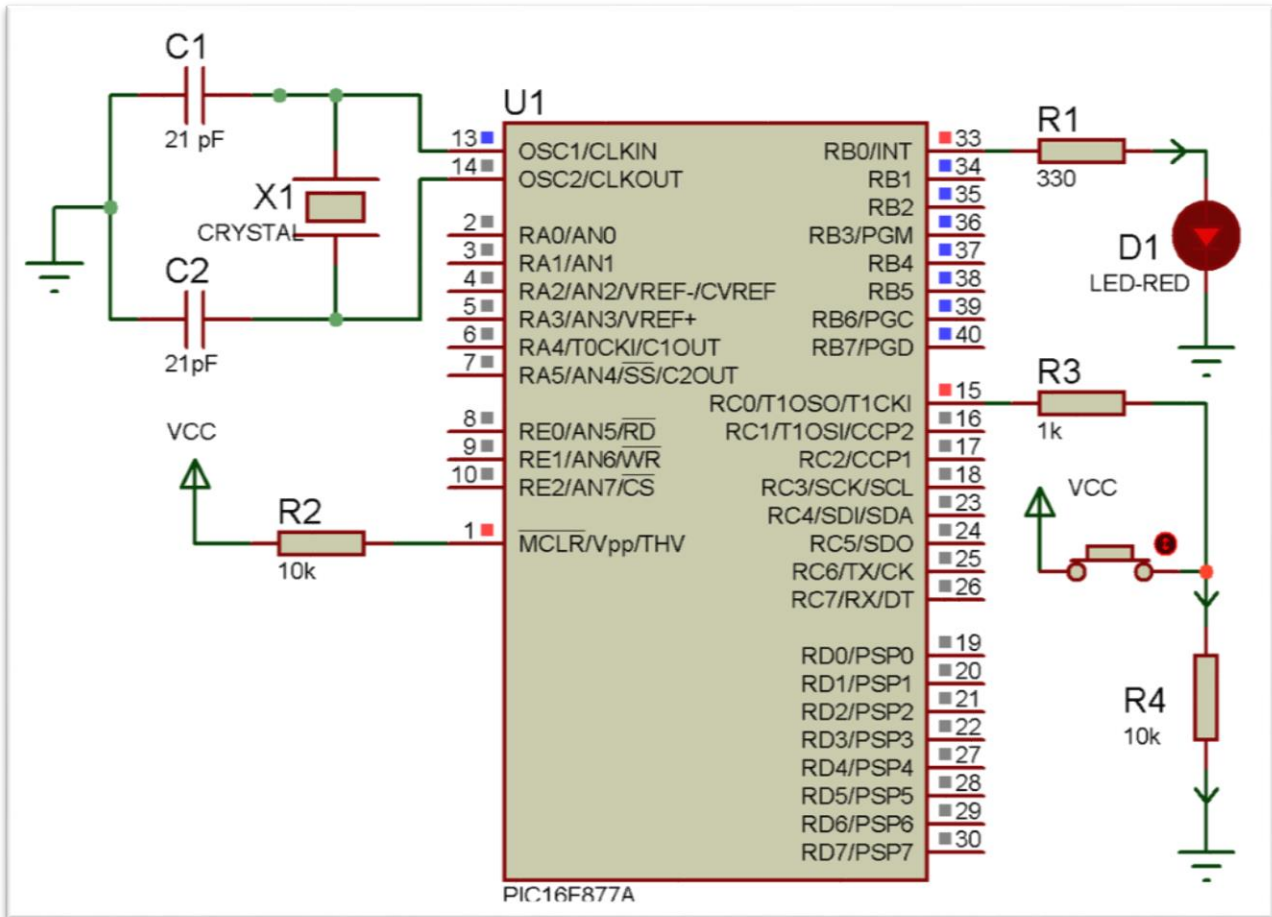 C1
21 pF
X1
CRYSTAL
C2
21pF
VCC
R2
10k
U1
13
OSC1/CLKIN
14
OSC2/CLKOUT
2
RA0/AN0
3
RA1/AN1
4
RA2/AN2/VREF-/CVREF
5
RA3/AN3/VREF+
6
RA4/T0CKI/C1OUT
7
RA5/AN4/SS/C2OUT
8
RE0/AN5/RD
9
RE1/AN6/WR
10
RE2/AN7/CS
1
MCLR/Vpp/THV
RB0/INT
33
RB1
34
RB2
35
RB3/PGM
36
RB4
37
RB5
38
RB6/PGC
39
RB7/PGD
40
RC0/T1OSO/T1CKI
15
RC1/T1OSI/CCP2
16
RC2/CCP1
17
RC3/SCK/SCL
18
RC4/SDI/SDA
23
RC5/SDO
24
RC6/TX/CK
25
RC7/RX/DT
26
RD0/PSP0
19
RD1/PSP1
20
RD2/PSP2
21
RD3/PSP3
22
RD4/PSP4
27
RD5/PSP5
28
RD6/PSP6
29
RD7/PSP7
30
PIC16F877A
R1
330
D1
LED-RED
R3
1k
VCC
R4
10k